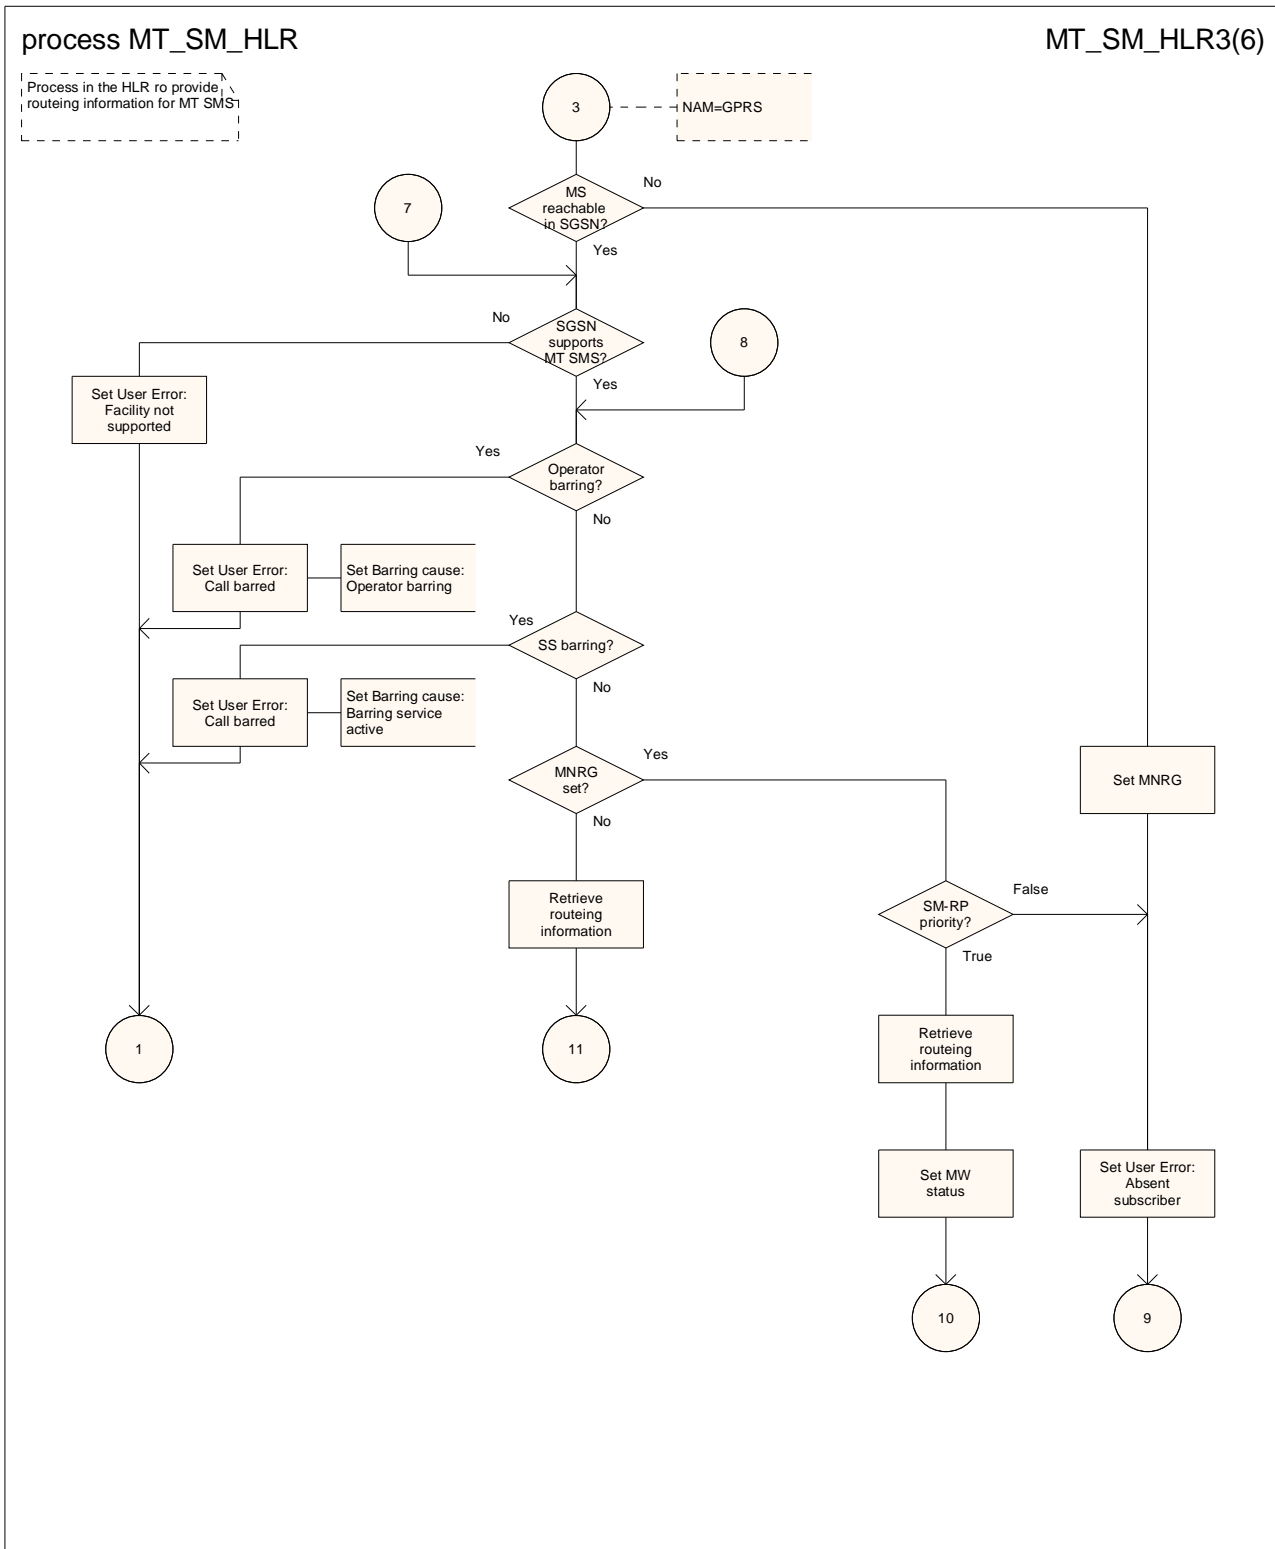 process MT_SM_HLR
MT_SM_HLR3(6)
Process in the HLR ro provide
routeing information for MT SMS
3
NAM=GPRS
MS
reachable
in SGSN?
No
Yes
7
SGSN
supports
MT SMS?
No
Yes
8
Set User Error:
Facility not
supported
Operator
barring?
Yes
No
Set User Error:
Call barred
Set Barring cause:
Operator barring
SS barring?
Yes
No
Set User Error:
Call barred
Set Barring cause:
Barring service
active
MNRG
set?
Yes
No
Set MNRG
Retrieve
routeing
information
SM-RP
priority?
False
True
1
11
Retrieve
routeing
information
Set MW
status
Set User Error:
Absent
subscriber
10
9